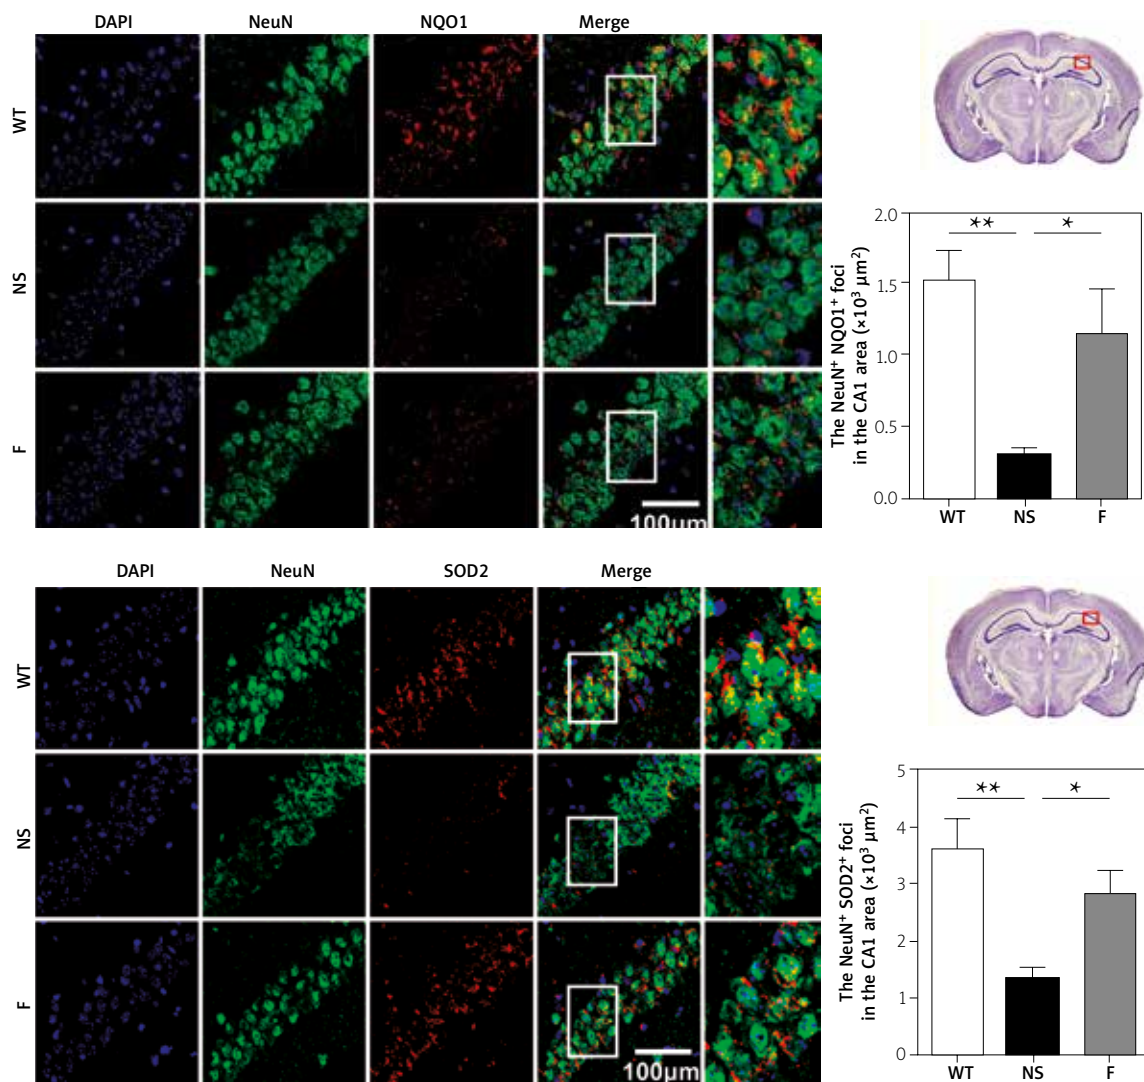 DAPI NeuN NQO1 Merge
WT
NS
F
100μm
The NeuN⁺ NQO1⁺ foci
in the CA1 area (×10³ μm²)
2.0
1.5
1.0
0.5
0.0
** *
WT NS F
DAPI NeuN SOD2 Merge
WT
NS
F
100μm
The NeuN⁺ SOD2⁺ foci
in the CA1 area (×10³ μm²)
5
4
3
2
1
0
** *
WT NS F